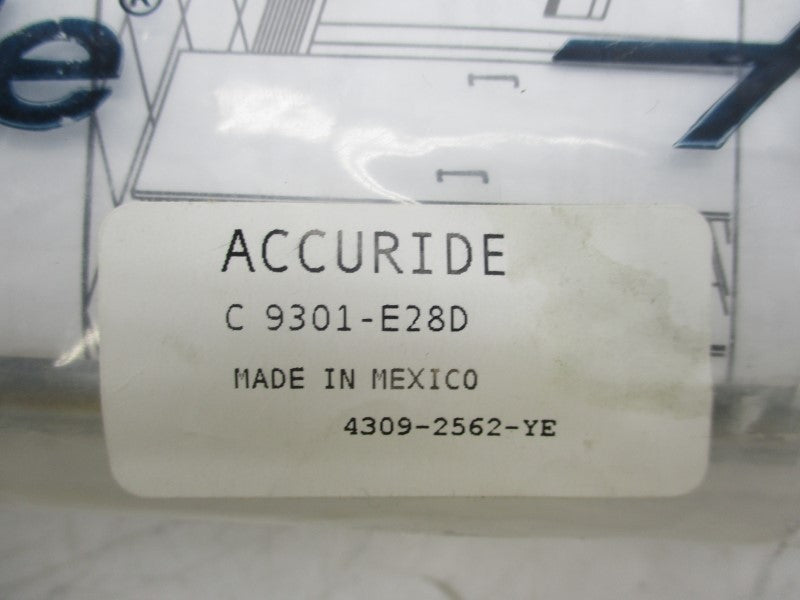 e®
ACCURIDE
C 9301-E28D
MADE IN MEXICO
4309-2562-YE